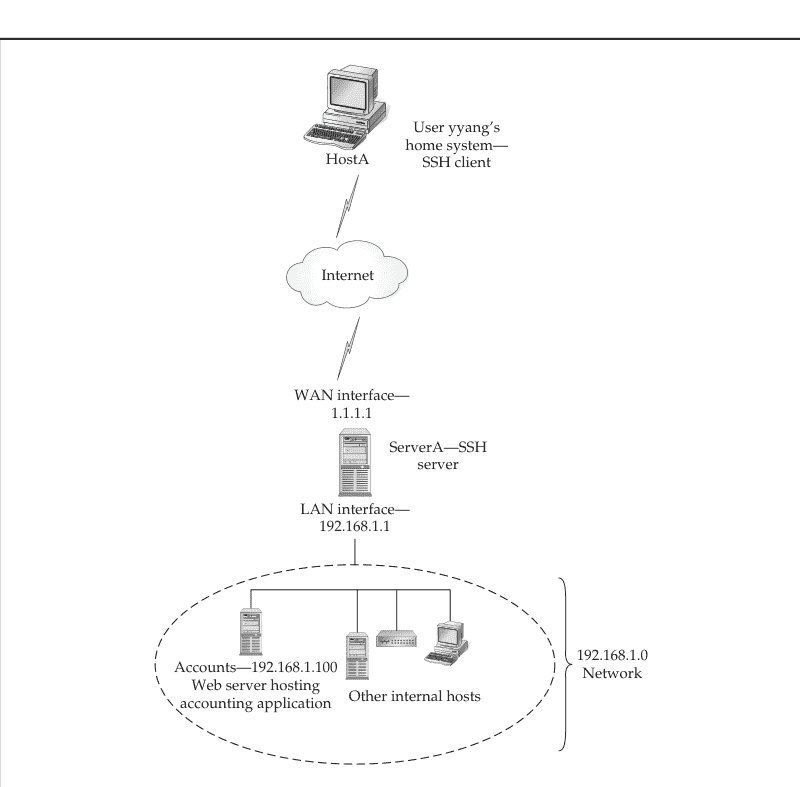 User yyang's
home system—
SSH client
HostA
Internet
WAN interface—
1.1.1.1
ServerA—SSH
server
LAN interface—
192.168.1.1
Accounts—192.168.1.100
Web server hosting
accounting application
Other internal hosts
192.168.1.0
Network